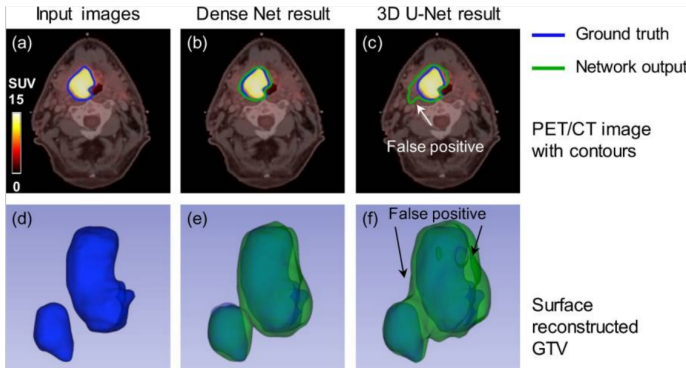 Input images
Dense Net result
3D U-Net result
(a)
(b)
(c)
SUV
15
0
False positive
Ground truth
Network output
PET/CT image
with contours
(d)
(e)
(f)
False positive
Surface
reconstructed
GTV